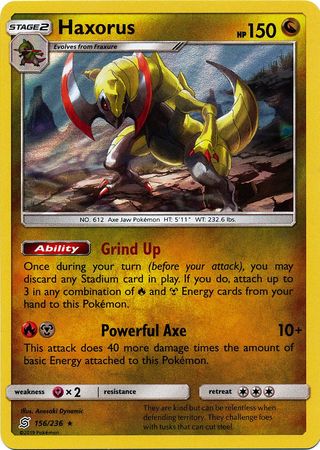 STAGE 2 Haxorus HP 150
Evolves from Fraxure
NO. 612 Axe Jaw Pokémon HT: 5'11" WT: 232.6 lbs.
Ability Grind Up
Once during your turn (before your attack), you may
discard any Stadium card in play. If you do, attach up to
3 in any combination of and Energy cards from your
hand to this Pokémon.
Powerful Axe 10+
This attack does 40 more damage times the amount of
basic Energy attached to this Pokémon.
weakness × 2 resistance retreat
Illus. Anesaki Dynamic
156/236 ★
©2019 Pokémon
They are kind but can be relentless when
defending territory. They challenge foes
with tusks that can cut steel.